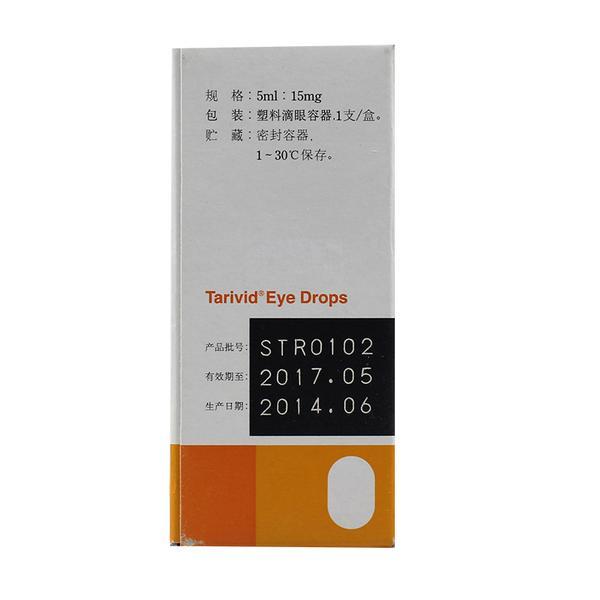 规 格：5ml：15mg
包 装：塑料滴眼容器.1支/盒。
贮 藏：密封容器，
1~30℃保存。
Tarivid® Eye Drops
产品批号：STR0102
有效期至：2017.05
生产日期：2014.06